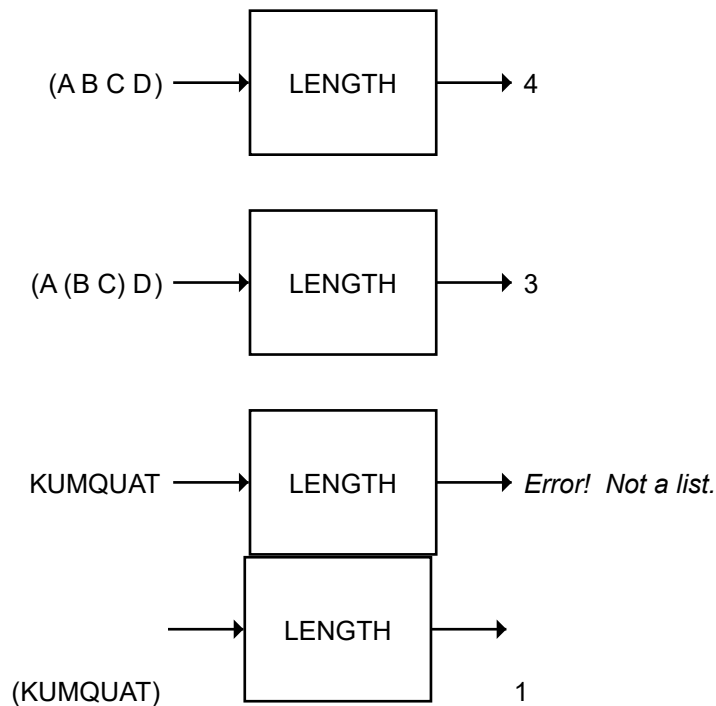 (A B C D) LENGTH 4
(A (B C) D) LENGTH 3
KUMQUAT LENGTH Error! Not a list.
LENGTH
(KUMQUAT) 1